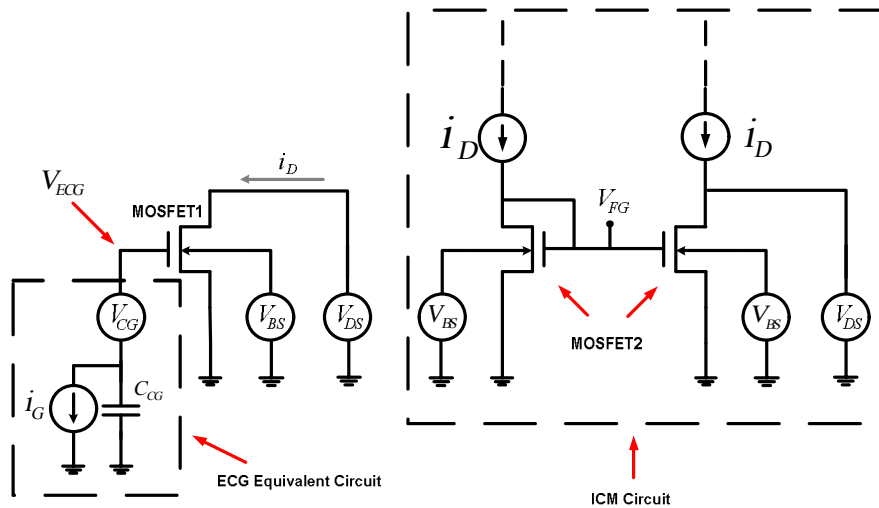 i_D
V_ECG
MOSFET1
V_CG
V_BS
V_DS
i_G
C_CG
ECG Equivalent Circuit
i_D
i_D
V_FG
V_BS
MOSFET2
V_BS
V_DS
ICM Circuit